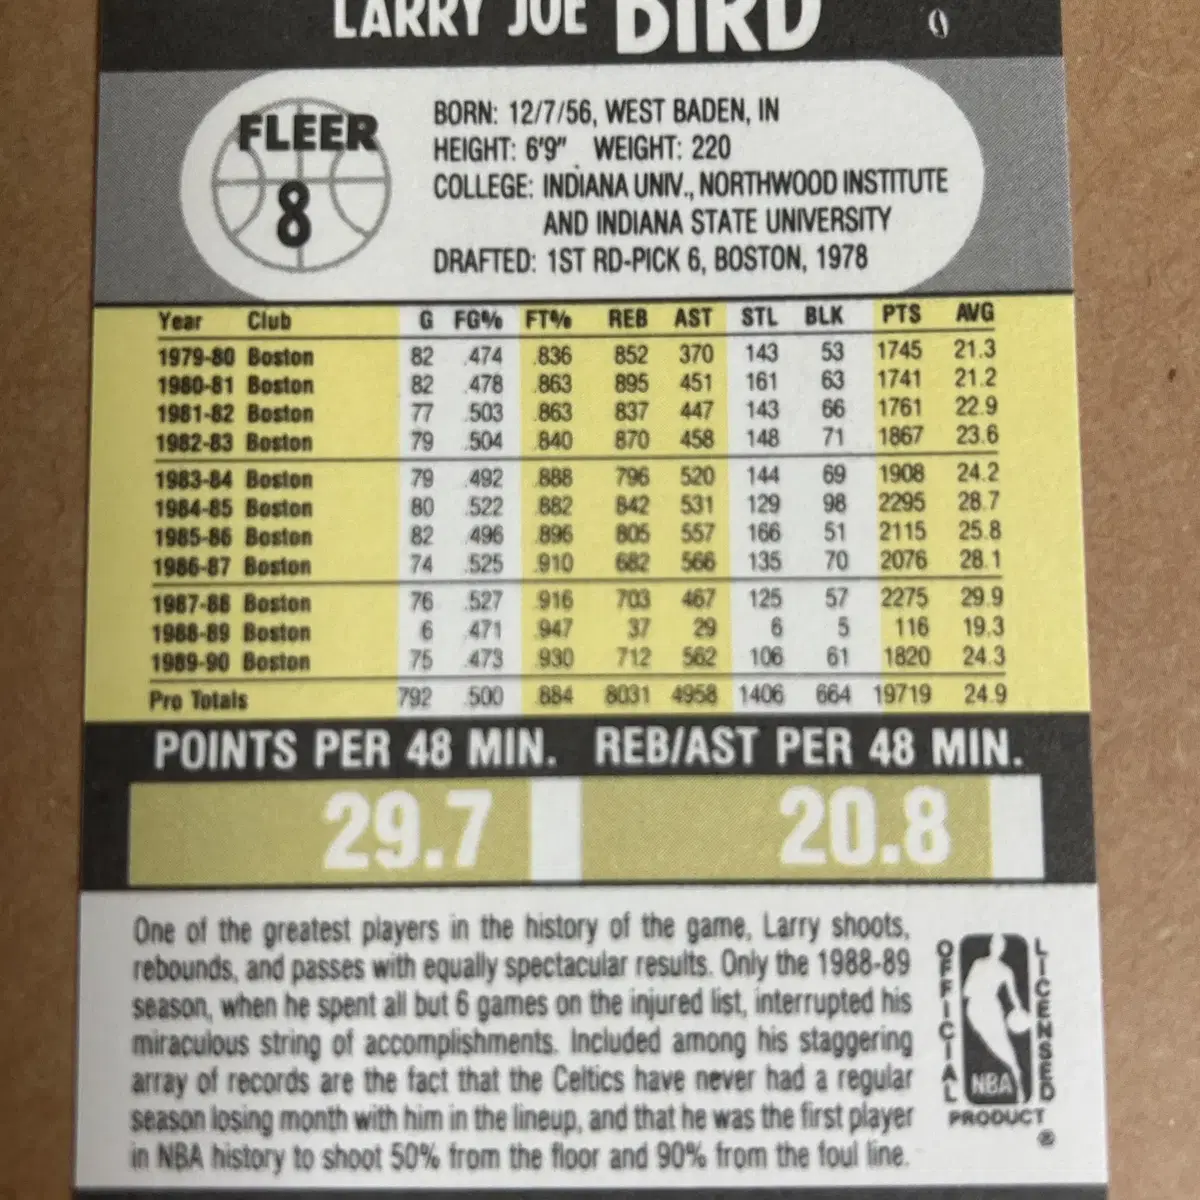 LARRY JOE BIRD
FLEER
8
BORN: 12/7/56, WEST BADEN, IN
HEIGHT: 6'9" WEIGHT: 220
COLLEGE: INDIANA UNIV., NORTHWOOD INSTITUTE
AND INDIANA STATE UNIVERSITY
DRAFTED: 1ST RD-PICK 6, BOSTON, 1978
Year Club G FG% FT% REB AST STL BLK PTS AVG
1979-80 Boston 82 .474 .836 852 370 143 53 1745 21.3
1980-81 Boston 82 .478 .863 895 451 161 63 1741 21.2
1981-82 Boston 77 .503 .863 837 447 143 66 1761 22.9
1982-83 Boston 79 .504 .840 870 458 148 71 1867 23.6
1983-84 Boston 79 .492 .888 796 520 144 69 1908 24.2
1984-85 Boston 80 .522 .882 842 531 129 98 2295 28.7
1985-86 Boston 82 .496 .896 805 557 166 51 2115 25.8
1986-87 Boston 74 .525 .910 682 566 135 70 2076 28.1
1987-88 Boston 76 .527 .916 703 467 125 57 2275 29.9
1988-89 Boston 6 .471 .947 37 29 6 5 116 19.3
1989-90 Boston 75 .473 .930 712 562 106 61 1820 24.3
Pro Totals 792 .500 .884 8031 4958 1406 664 19719 24.9
POINTS PER 48 MIN. REB/AST PER 48 MIN.
29.7 20.8
One of the greatest players in the history of the game, Larry shoots,
rebounds, and passes with equally spectacular results. Only the 1988-89
season, when he spent all but 6 games on the injured list, interrupted his
miraculous string of accomplishments. Included among his staggering
array of records are the fact that the Celtics have never had a regular
season losing month with him in the lineup, and that he was the first player
in NBA history to shoot 50% from the floor and 90% from the foul line.
OFFICIAL
LICENSED
NBA
PRODUCT
®